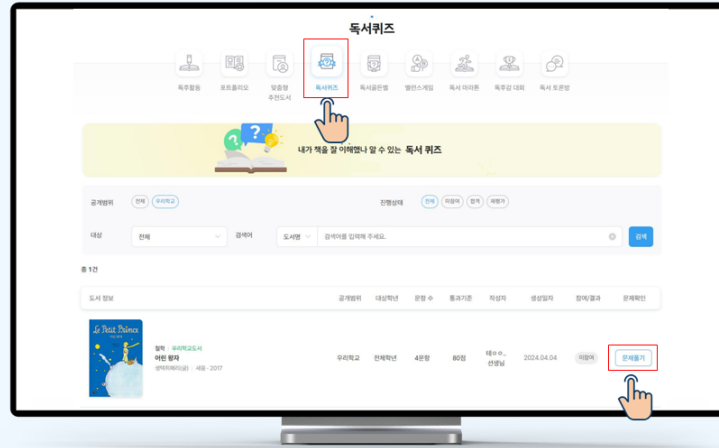 독서퀴즈
독후활동 포트폴리오 맞춤형 추천도서 독서퀴즈 독서골든벨 밸런스게임 독서 마라톤 독후감 대회 독서 토론방
내가 책을 잘 이해했나 알 수 있는 독서 퀴즈
공개범위 전체 우리학교 진행상태 전체 미참여 합격 재평가
대상 전체 검색어 도서명 검색어를 입력해 주세요. 검색
총 1건
도서 정보 공개범위 대상학년 문항 수 통과기준 작성자 생성일자 참여/결과 문제확인
Le Petit Prince
철학 우리학교도서
어린 왕자
우리학교 전체학년 4문항 80점 선생님 2024.04.04 미참여 문제풀기
새움 - 2017